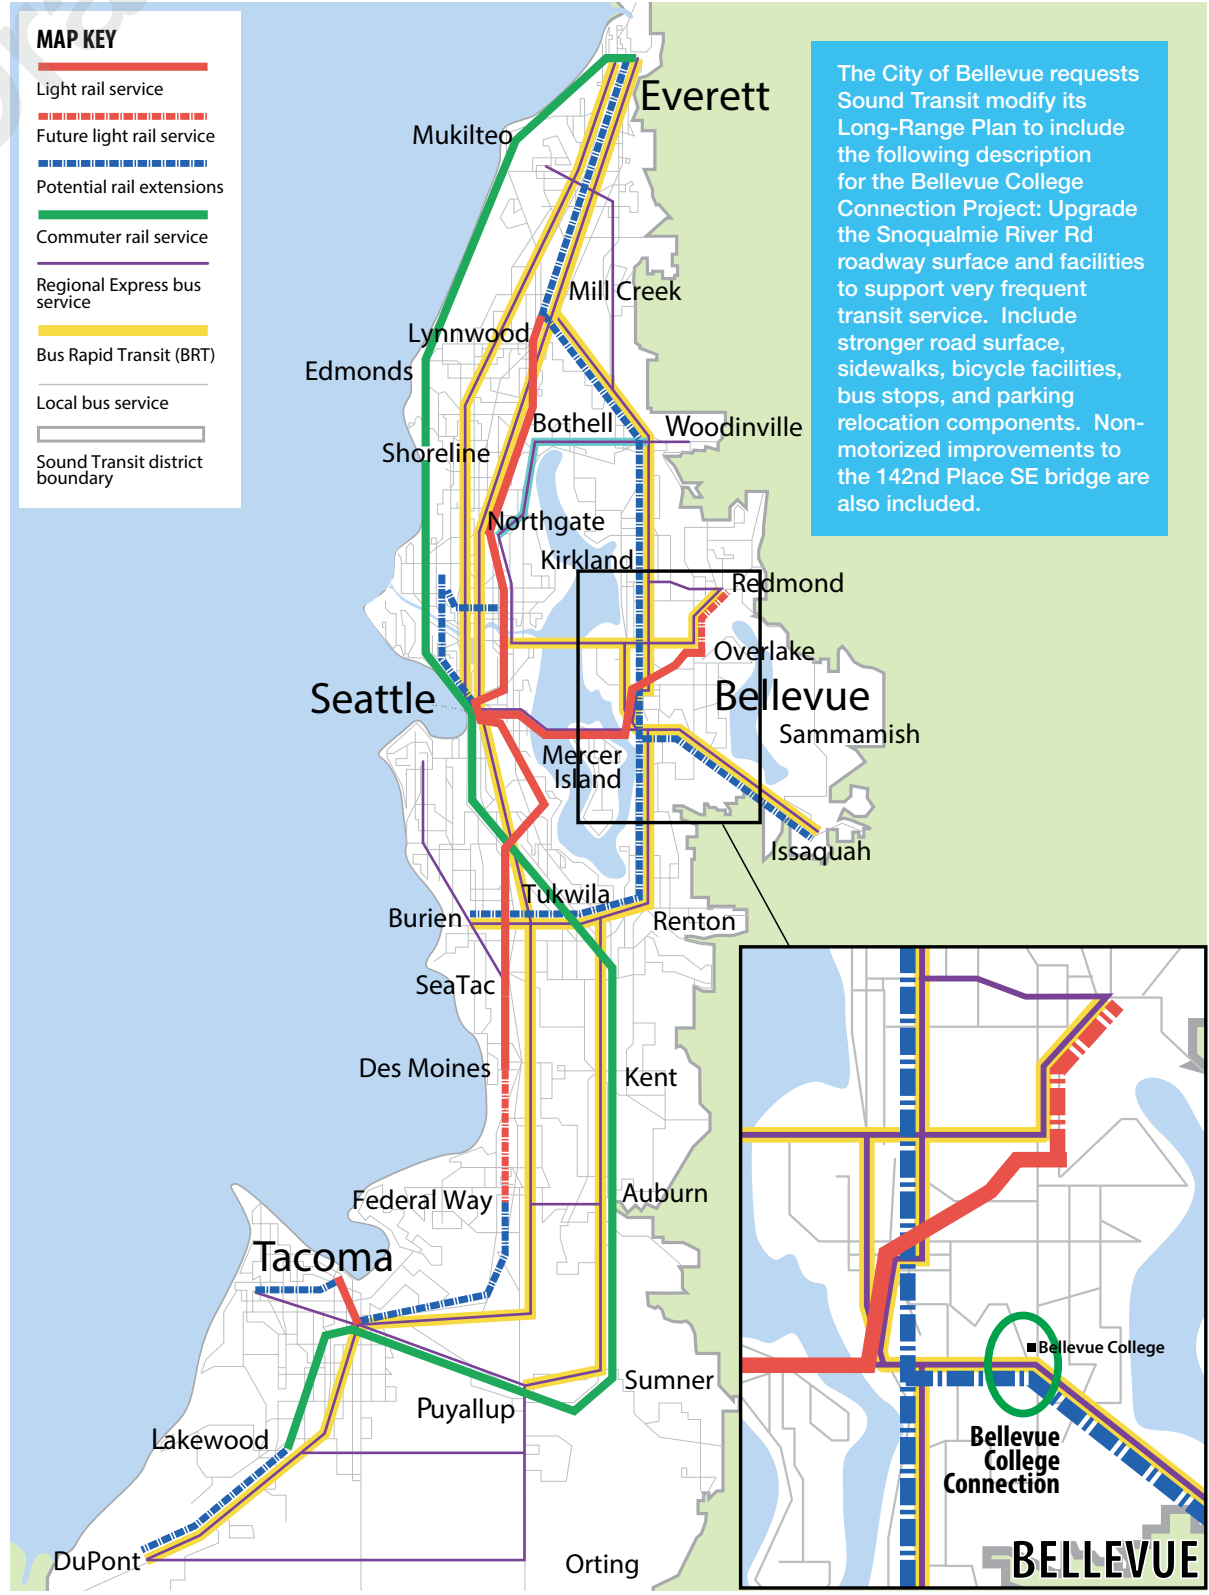 MAP KEY
Light rail service
Future light rail service
Potential rail extensions
Commuter rail service
Regional Express bus
service
Bus Rapid Transit (BRT)
Local bus service
Sound Transit district
boundary
The City of Bellevue requests
Sound Transit modify its
Long-Range Plan to include
the following description
for the Bellevue College
Connection Project: Upgrade
the Snoqualmie River Rd
roadway surface and facilities
to support very frequent
transit service. Include
stronger road surface,
sidewalks, bicycle facilities,
bus stops, and parking
relocation components. Non-
motorized improvements to
the 142nd Place SE bridge are
also included.
Everett
Mukilteo
Mill Creek
Lynnwood
Edmonds
Bothell
Woodinville
Shoreline
Northgate
Kirkland
Redmond
Overlake
Seattle
Bellevue
Sammamish
Mercer
Island
Issaquah
Tukwila
Burien
Renton
SeaTac
Des Moines
Kent
Federal Way
Auburn
Tacoma
Sumner
Puyallup
Lakewood
DuPont
Orting
Bellevue College
Bellevue
College
Connection
BELLEVUE